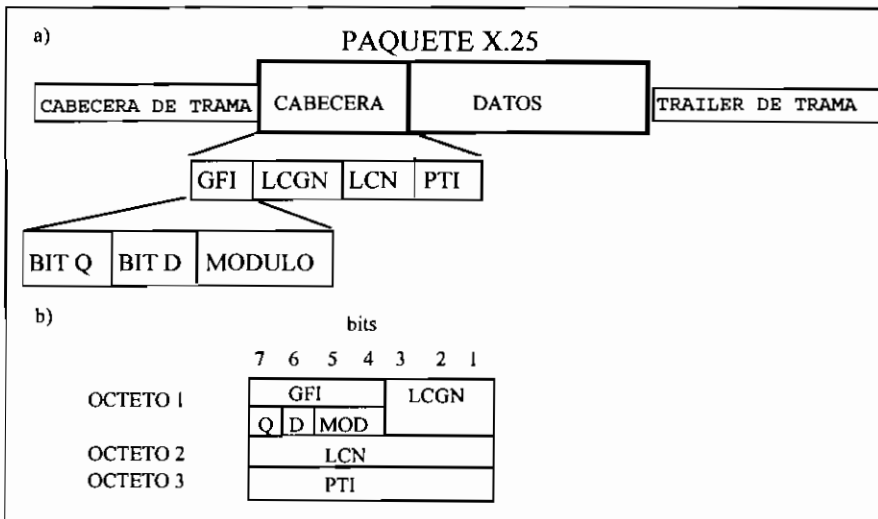 a)
PAQUETE X.25
CABECERA DE TRAMA CABECERA DATOS TRAILER DE TRAMA
GFI LCGN LCN PTI
BIT Q BIT D MODULO
b)
bits
7 6 5 4 3 2 1
OCTETO 1 GFI LCGN
Q D MOD
OCTETO 2 LCN
OCTETO 3 PTI